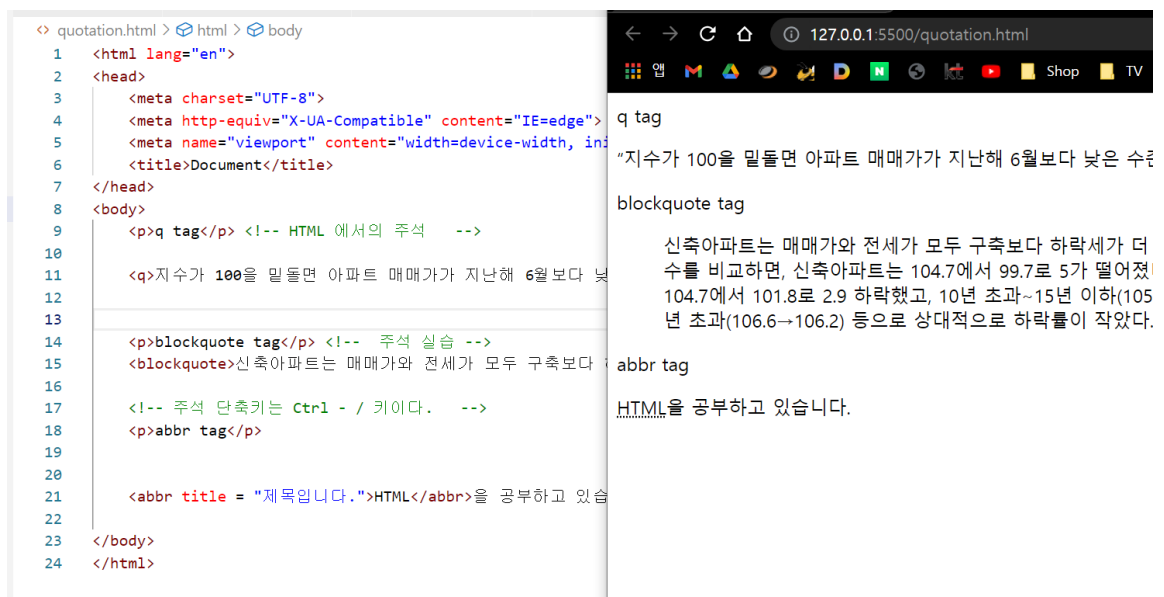 quotation.html > html > body
1 <html lang="en">
2 <head>
3 <meta charset="UTF-8">
4 <meta http-equiv="X-UA-Compatible" content="IE=edge">
5 <meta name="viewport" content="width=device-width, ini
6 <title>Document</title>
7 </head>
8 <body>
9 <p>q tag</p> <!-- HTML 에서의 주석 -->
10
11 <q>지수가 100을 밑돌면 아파트 매매가가 지난해 6월보다 낮
12
13
14 <p>blockquote tag</p> <!-- 주석 실습 -->
15 <blockquote>신축아파트는 매매가와 전세가 모두 구축보다
16
17 <!-- 주석 단축키는 Ctrl - / 키이다. -->
18 <p>abbr tag</p>
19
20
21 <abbr title = "제목입니다.">HTML</abbr>을 공부하고 있습
22
23 </body>
24 </html>
127.0.0.1:5500/quotation.html
앱 kt Shop TV
q tag
“지수가 100을 밑돌면 아파트 매매가가 지난해 6월보다 낮은 수준
blockquote tag
신축아파트는 매매가와 전세가 모두 구축보다 하락세가 더
수를 비교하면, 신축아파트는 104.7에서 99.7로 5가 떨어졌
104.7에서 101.8로 2.9 하락했고, 10년 초과~15년 이하(105
년 초과(106.6→106.2) 등으로 상대적으로 하락률이 작았다.
abbr tag
HTML을 공부하고 있습니다.